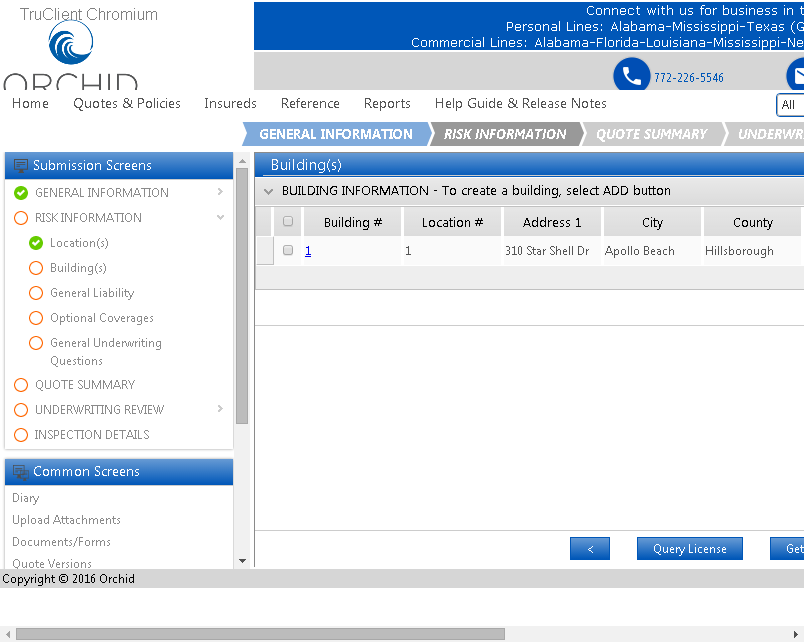 TruClient Chromium
ORCHID
Connect with us for business in t
Personal Lines: Alabama-Mississippi-Texas (G
Commercial Lines: Alabama-Florida-Louisiana-Mississippi-Ne
772-226-5546
Home Quotes & Policies Insureds Reference Reports Help Guide & Release Notes All
GENERAL INFORMATION RISK INFORMATION QUOTE SUMMARY UNDERWR
Submission Screens
GENERAL INFORMATION
RISK INFORMATION
Location(s)
Building(s)
General Liability
Optional Coverages
General Underwriting
Questions
QUOTE SUMMARY
UNDERWRITING REVIEW
INSPECTION DETAILS
Common Screens
Diary
Upload Attachments
Documents/Forms
Quote Versions
Building(s)
BUILDING INFORMATION - To create a building, select ADD button
Building # Location # Address 1 City County
1 1 310 Star Shell Dr Apollo Beach Hillsborough
< Query License Get
Copyright © 2016 Orchid